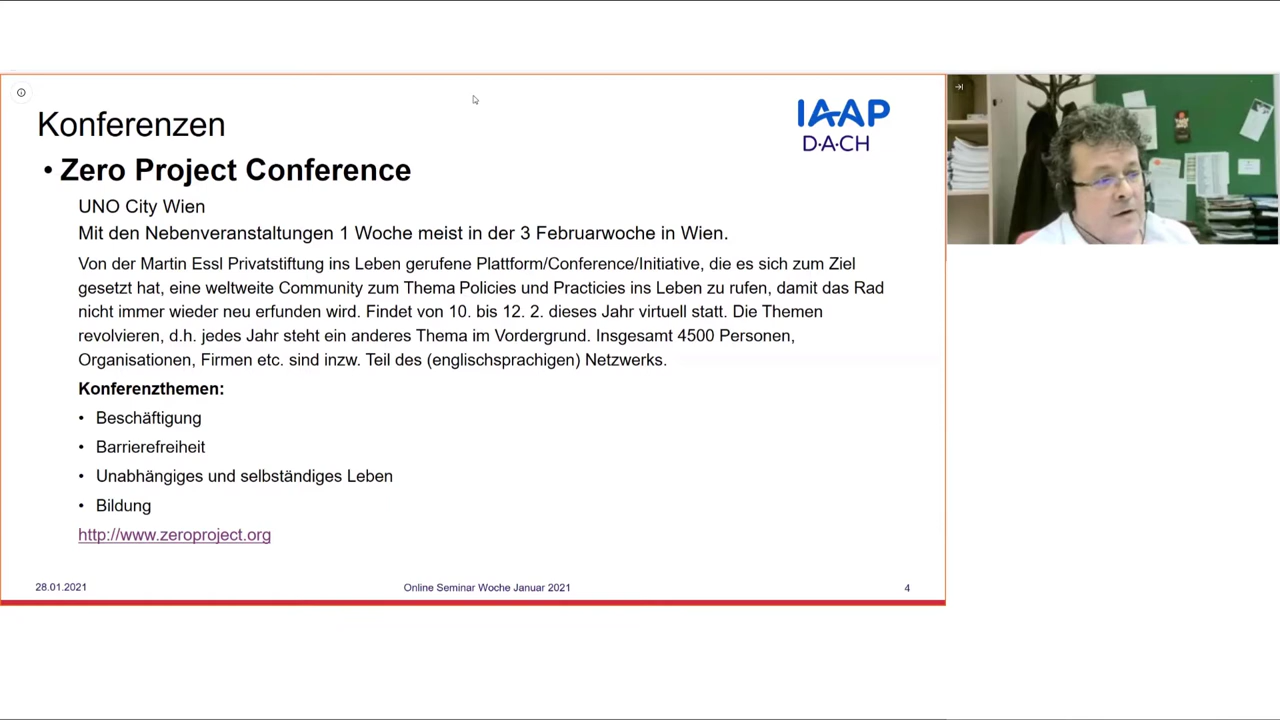 Konferenzen
IAAP
D·A·CH
• Zero Project Conference
UNO City Wien
Mit den Nebenveranstaltungen 1 Woche meist in der 3 Februarwoche in Wien.
Von der Martin Essl Privatstiftung ins Leben gerufene Plattform/Conference/Initiative, die es sich zum Ziel
gesetzt hat, eine weltweite Community zum Thema Policies und Practicies ins Leben zu rufen, damit das Rad
nicht immer wieder neu erfunden wird. Findet von 10. bis 12. 2. dieses Jahr virtuell statt. Die Themen
revolvieren, d.h. jedes Jahr steht ein anderes Thema im Vordergrund. Insgesamt 4500 Personen,
Organisationen, Firmen etc. sind inzw. Teil des (englischsprachigen) Netzwerks.
Konferenzthemen:
• Beschäftigung
• Barrierefreiheit
• Unabhängiges und selbständiges Leben
• Bildung
http://www.zeroproject.org
28.01.2021
Online Seminar Woche Januar 2021
4